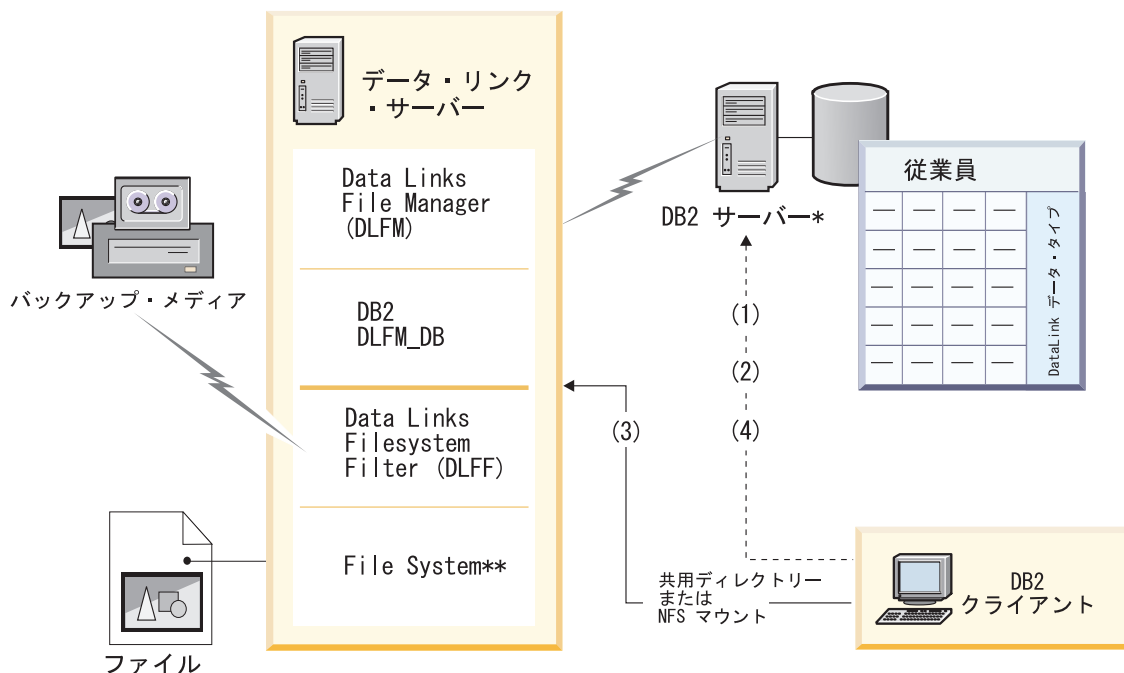 データ・リンク
・サーバー
Data Links
File Manager
(DLFM)
DB2
DLFM_DB
Data Links
Filesystem
Filter (DLFF)
File System**
バックアップ・メディア
ファイル
DB2 サーバー*
従業員
DataLink データ・タイプ
(1)
(2)
(3)
(4)
共用ディレクトリー
または
NFS マウント
DB2
クライアント